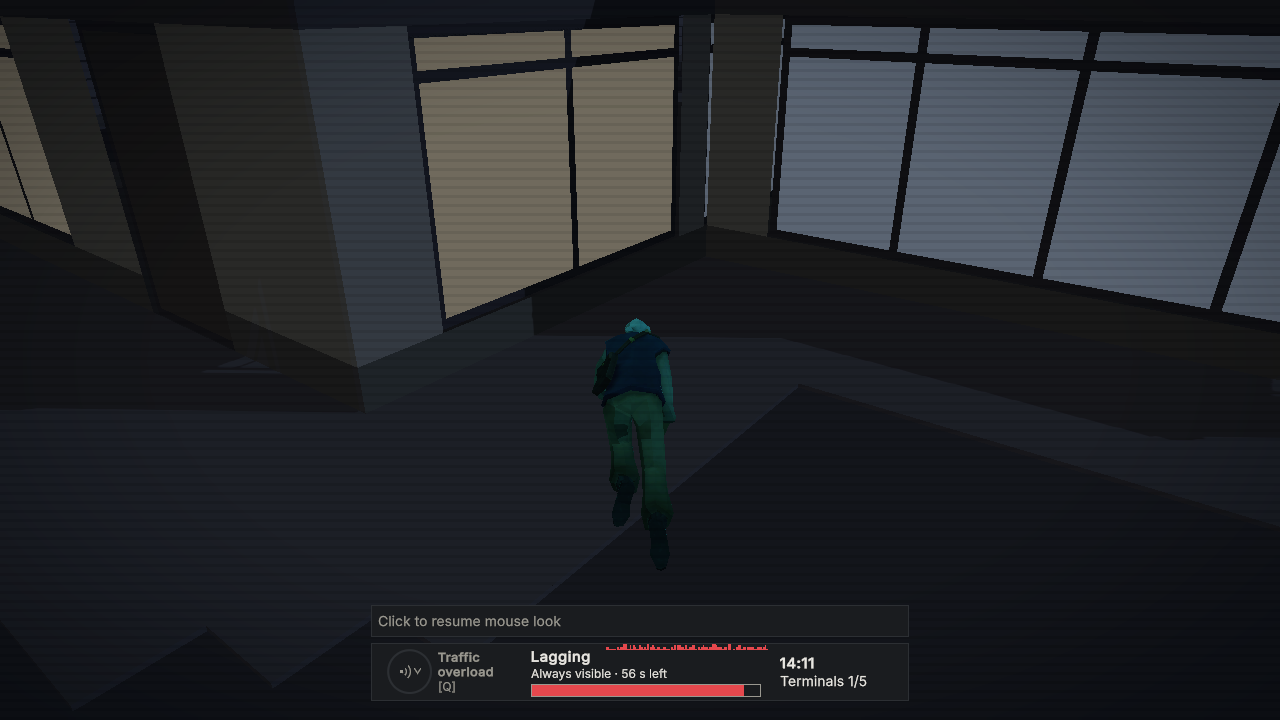 Click to resume mouse look
Traffic
overload
[Q]
Lagging
Always visible · 56 s left
14:11
Terminals 1/5